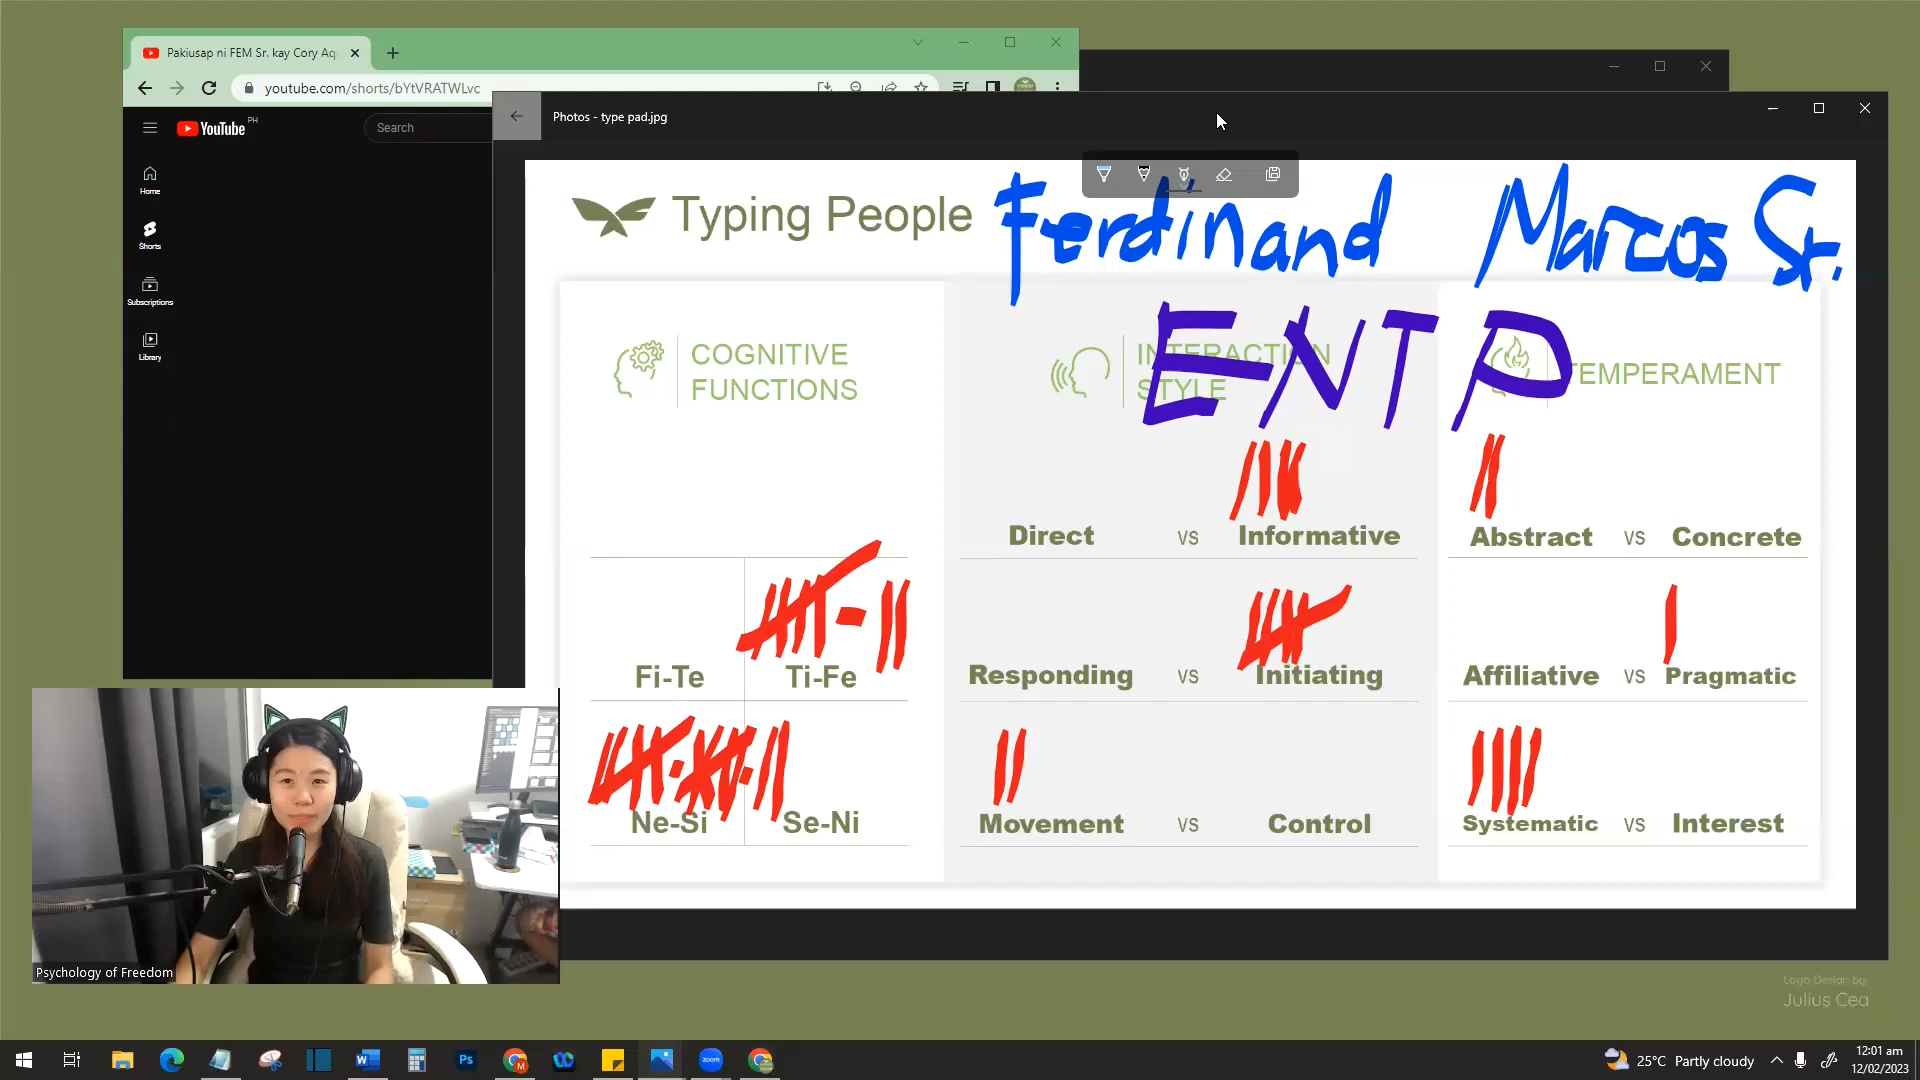 Pakiusap ni FEM Sr. kay Cory Aq
youtube.com/shorts/bYtVRATWLvc
YouTube PH
Search
Home
Shorts
Subscriptions
Library
Photos - type pad.jpg
Typing People
Ferdinand Marcos Sr.
ENTP
COGNITIVE FUNCTIONS
INTERACTION STYLE
TEMPERAMENT
Direct vs Informative
Abstract vs Concrete
Fi-Te
Ti-Fe
Responding vs Initiating
Affiliative vs Pragmatic
Ne-Si
Se-Ni
Movement vs Control
Systematic vs Interest
Psychology of Freedom
Logo Design by:
Julius Cea
25°C Partly cloudy
12:01 am
12/02/2023